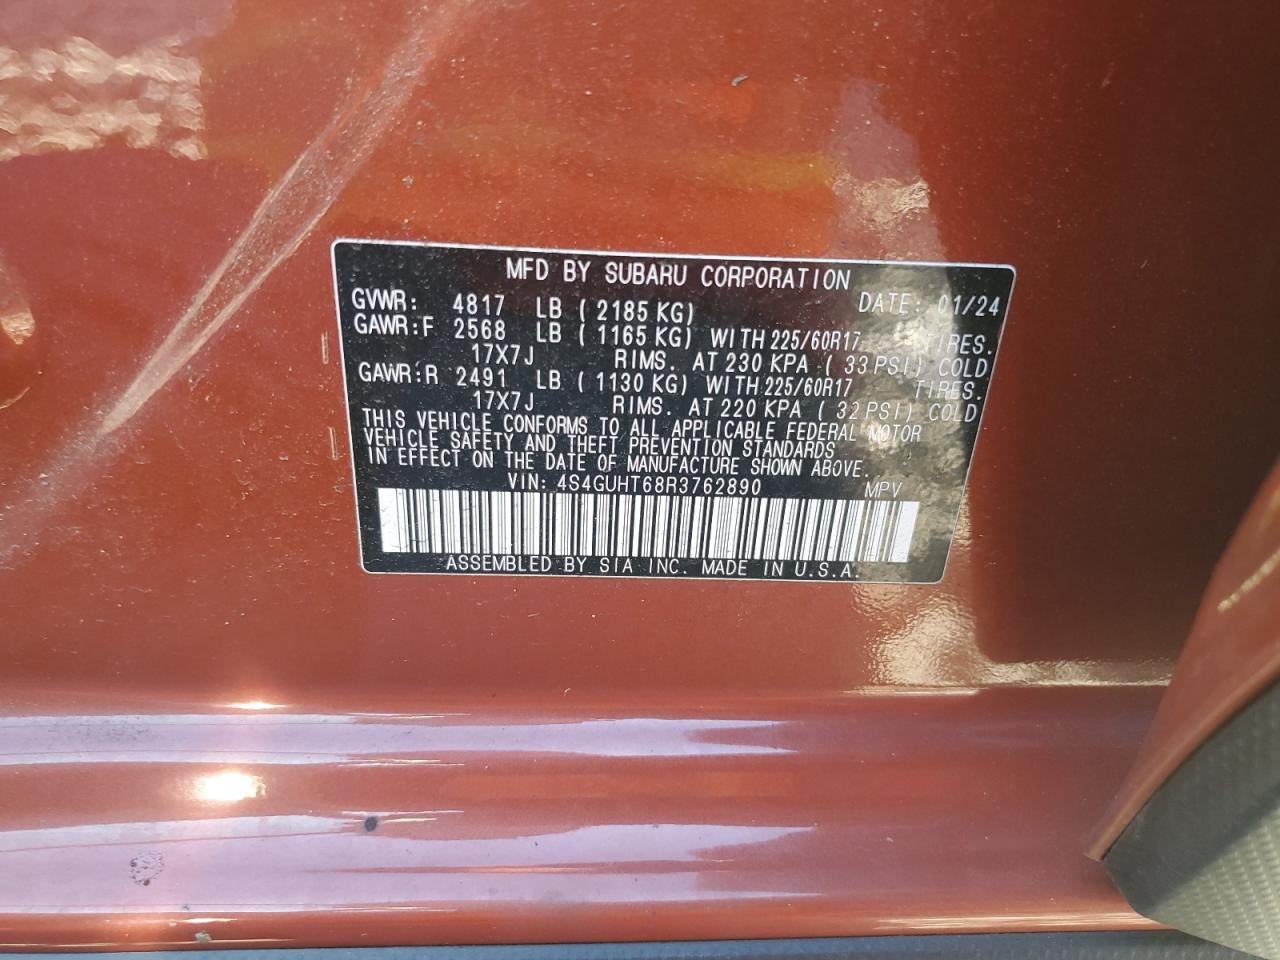 MFD BY SUBARU CORPORATION
GVWR: 4817 LB ( 2185 KG) DATE: 01/24
GAWR:F 2568 LB ( 1165 KG) WITH 225/60R17 TIRES.
17X7J RIMS. AT 230 KPA ( 33 PSI) COLD
GAWR:R 2491 LB ( 1130 KG) WITH 225/60R17 TIRES.
17X7J RIMS. AT 220 KPA ( 32 PSI) COLD
THIS VEHICLE CONFORMS TO ALL APPLICABLE FEDERAL MOTOR
VEHICLE SAFETY AND THEFT PREVENTION STANDARDS
IN EFFECT ON THE DATE OF MANUFACTURE SHOWN ABOVE.
VIN: 4S4GUHT68R3762890 MPV
ASSEMBLED BY SIA INC. MADE IN U.S.A.